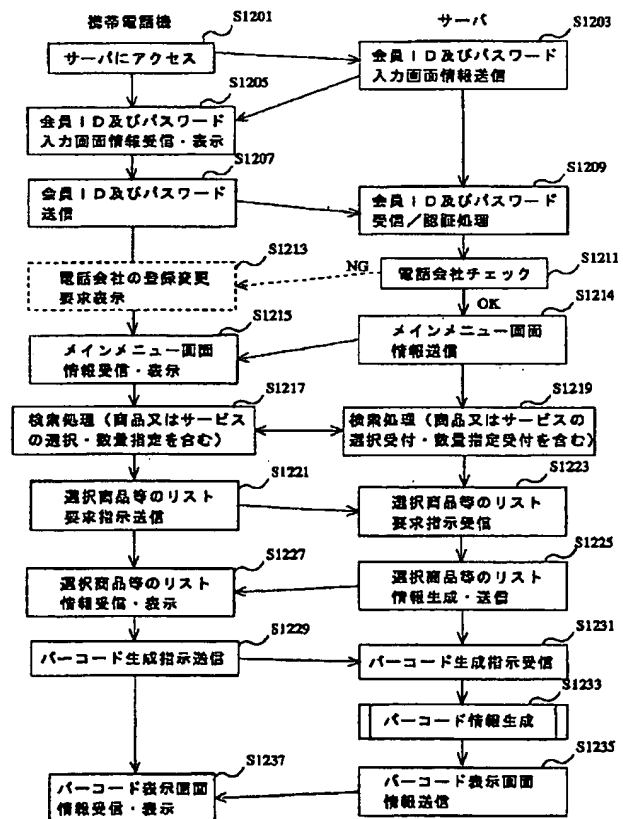 携帯電話機
サーバ
S1201
サーバにアクセス
S1203
会員ID及びパスワード
入力画面情報送信
S1205
会員ID及びパスワード
入力画面情報受信・表示
S1207
会員ID及びパスワード
送信
S1209
会員ID及びパスワード
受信/認証処理
S1211
電話会社チェック
NG
OK
S1213
電話会社の登録変更
要求表示
S1214
メインメニュー画面
情報送信
S1215
メインメニュー画面
情報受信・表示
S1217
検索処理(商品又はサービス
の選択・数量指定を含む)
S1219
検索処理(商品又はサービスの
選択受付・数量指定受付を含む)
S1221
選択商品等のリスト
要求指示送信
S1223
選択商品等のリスト
要求指示受信
S1225
選択商品等のリスト
情報生成・送信
S1227
選択商品等のリスト
情報受信・表示
S1229
バーコード生成指示送信
S1231
バーコード生成指示受信
S1233
バーコード情報生成
S1235
バーコード表示画面
情報送信
S1237
バーコード表示画面
情報受信・表示